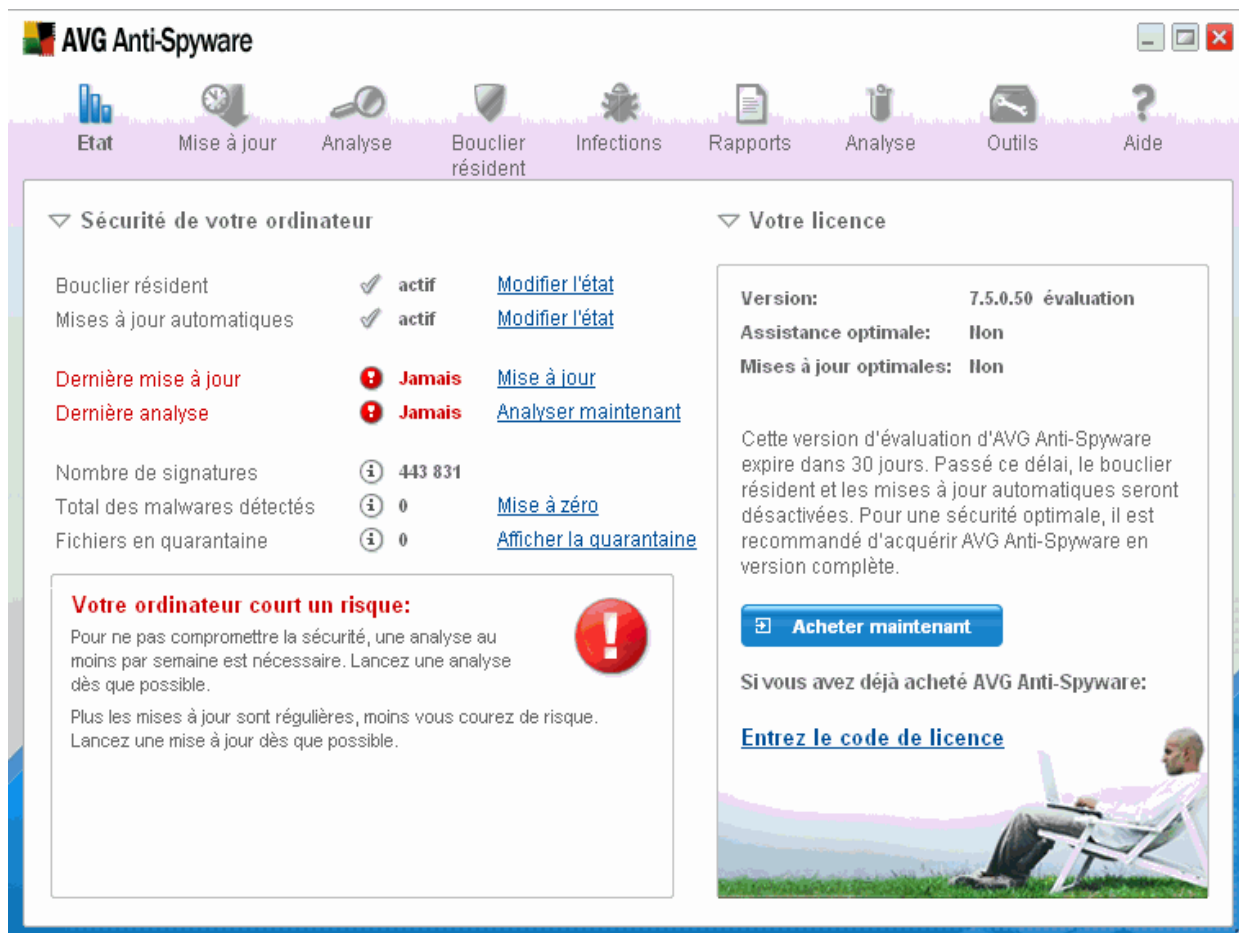 AVG Anti-Spyware
Etat
Mise à jour
Analyse
Bouclier résident
Infections
Rapports
Analyse
Outils
Aide
Sécurité de votre ordinateur
Bouclier résident actif Modifier l'état
Mises à jour automatiques actif Modifier l'état
Dernière mise à jour Jamais Mise à jour
Dernière analyse Jamais Analyser maintenant
Nombre de signatures 443 831
Total des malwares détectés 0 Mise à zéro
Fichiers en quarantaine 0 Afficher la quarantaine
Votre ordinateur court un risque:
Pour ne pas compromettre la sécurité, une analyse au
moins par semaine est nécessaire. Lancez une analyse
dès que possible.
Plus les mises à jour sont régulières, moins vous courez de risque.
Lancez une mise à jour dès que possible.
Votre licence
Version: 7.5.0.50 évaluation
Assistance optimale: Non
Mises à jour optimales: Non
Cette version d'évaluation d'AVG Anti-Spyware
expire dans 30 jours. Passé ce délai, le bouclier
résident et les mises à jour automatiques seront
désactivées. Pour une sécurité optimale, il est
recommandé d'acquérir AVG Anti-Spyware en
version complète.
Acheter maintenant
Si vous avez déjà acheté AVG Anti-Spyware:
Entrez le code de licence